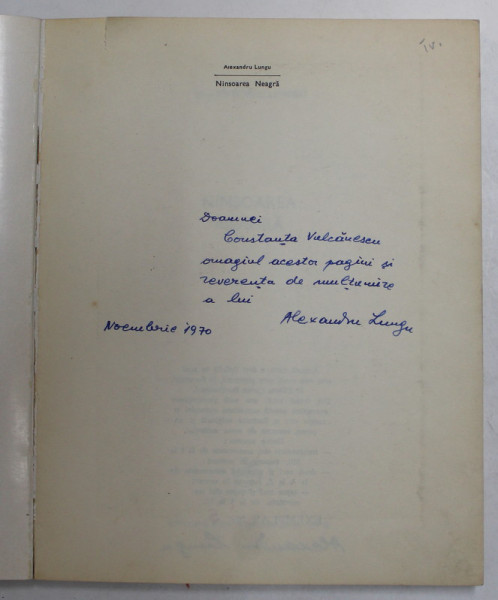 IV.
Alexandru Lungu
Ninsoarea Neagră
Doamnei
Constanța Vulcănescu
omagiul acestor pagini și
reverența de mulțumire
a lui
Alexandru Lungu
Noembrie 1970